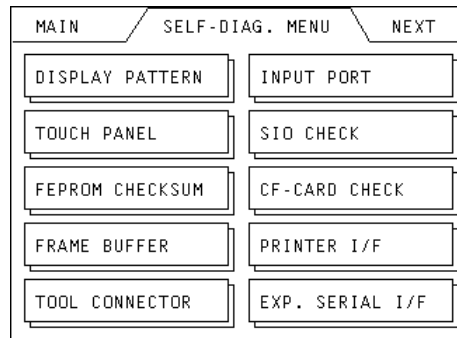 MAIN SELF-DIAG. MENU NEXT
DISPLAY PATTERN INPUT PORT
TOUCH PANEL SIO CHECK
FEPROM CHECKSUM CF-CARD CHECK
FRAME BUFFER PRINTER I/F
TOOL CONNECTOR EXP. SERIAL I/F